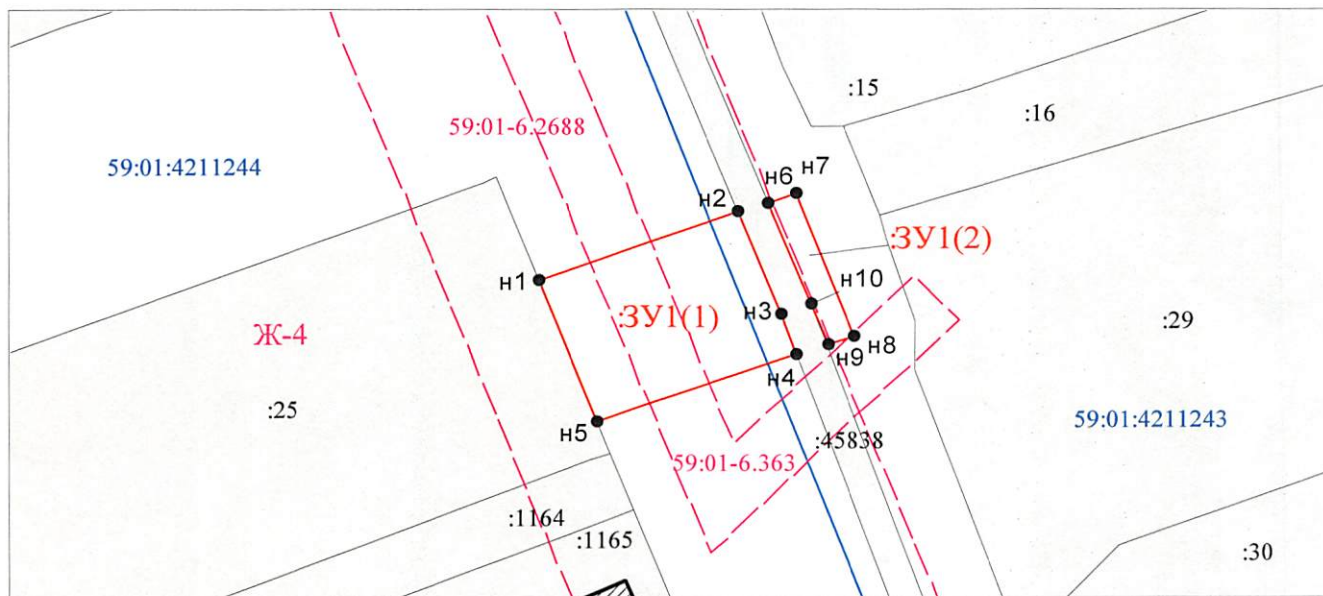 :15
:16
59:01-6.2688
59:01:4211244
н6
н7
н2
:ЗУ1(2)
н1
н10
:ЗУ1(1)
н3
Ж-4
:29
н8
н9
н4
:25
59:01:4211243
н5
:45838
59:01-6.363
:1164
:1165
:30